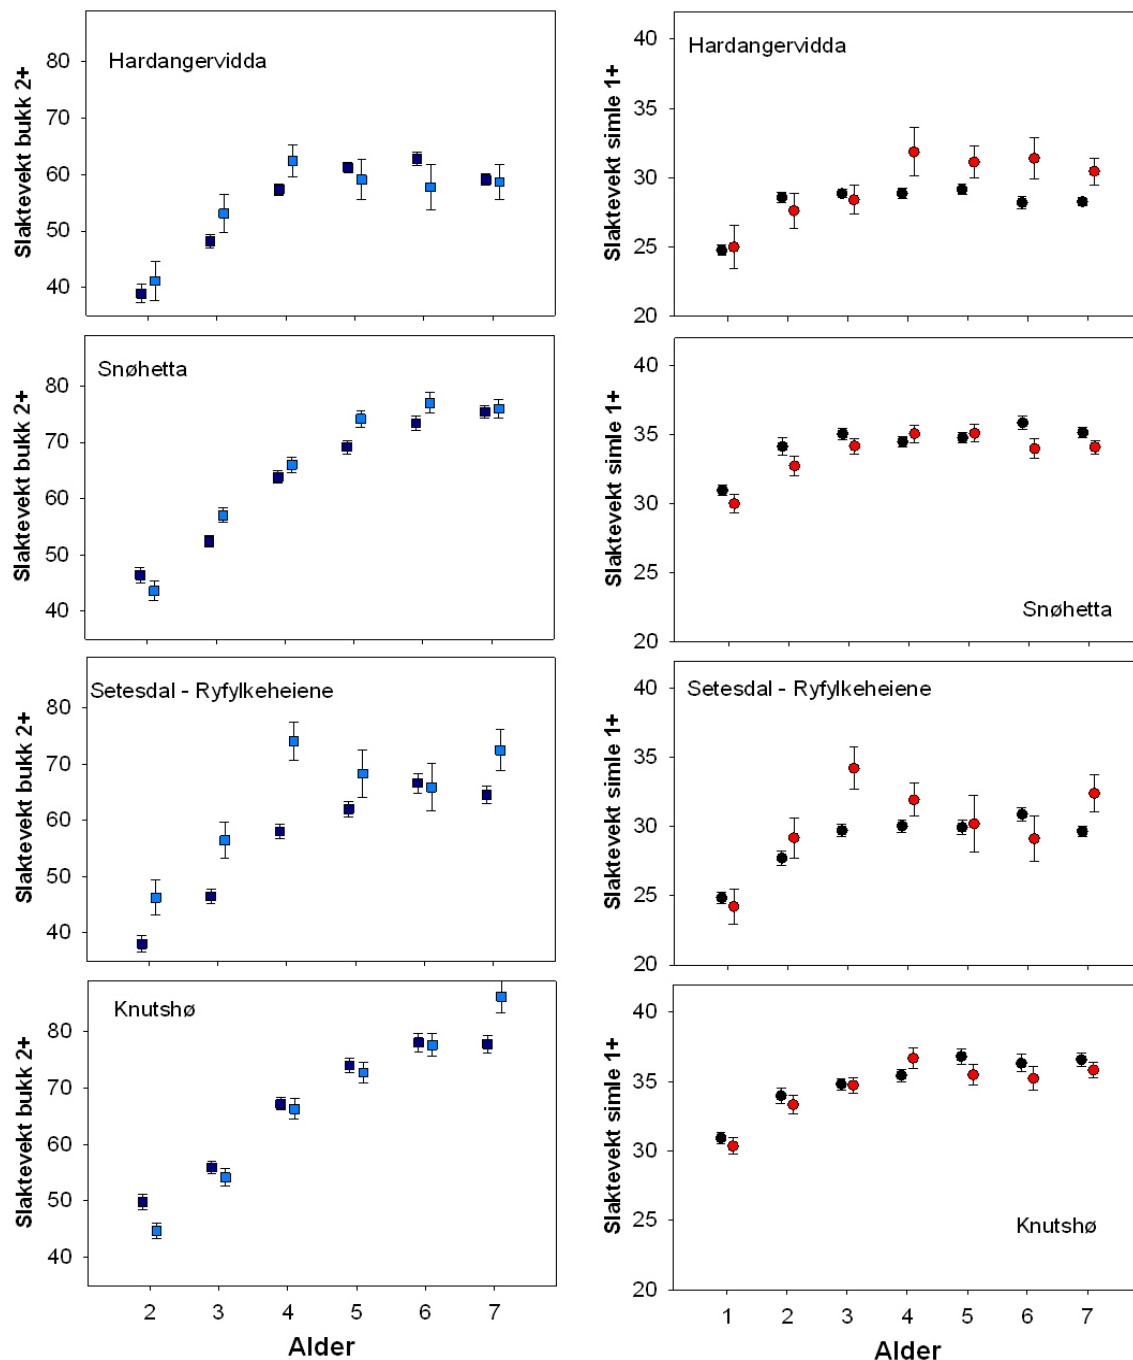 Slaktevekt bukk 2+
80
70
60
50
40
Hardangervidda
Slaktevekt simle 1+
40
35
30
25
20
Hardangervidda
Slaktevekt bukk 2+
80
70
60
50
40
Snøhetta
Slaktevekt simle 1+
40
35
30
25
20
Snøhetta
Slaktevekt bukk 2+
80
70
60
50
40
Setesdal - Ryfylkeheiene
Slaktevekt simle 1+
40
35
30
25
20
Setesdal - Ryfylkeheiene
Slaktevekt bukk 2+
80
70
60
50
40
Knutshø
2 3 4 5 6 7
Alder
Slaktevekt simle 1+
40
35
30
25
20
Knutshø
1 2 3 4 5 6 7
Alder